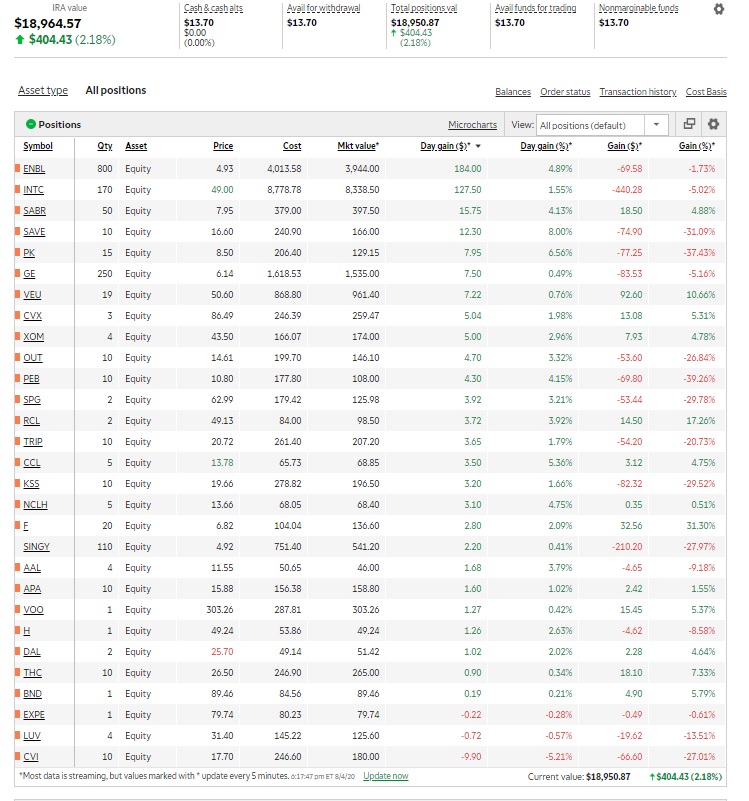 IRA value Cash & cash alts Avail for withdrawal Total positions val Avail funds for trading Nonmarginable funds
$18,964.57 $13.70 $13.70 $18,950.87 $13.70 $13.70
$404.43 (2.18%) $0.00 $404.43
(0.00%) (2.18%)
Asset type All positions Balances Order status Transaction history Cost Basis
Positions Microcharts View: All positions (default)
Symbol Qty Asset Price Cost Mkt value* Day gain ($)* Day gain (%)* Gain ($)* Gain (%)*
ENBL 800 Equity 4.93 4,013.58 3,944.00 184.00 4.89% -69.58 -1.73%
INTC 170 Equity 49.00 8,778.78 8,338.50 127.50 1.55% -440.28 -5.02%
SABR 50 Equity 7.95 379.00 397.50 15.75 4.13% 18.50 4.88%
SAVE 10 Equity 16.60 240.90 166.00 12.30 8.00% -74.90 -31.09%
PK 15 Equity 8.50 206.40 129.15 7.95 6.56% -77.25 -37.43%
GE 250 Equity 6.14 1,618.53 1,535.00 7.50 0.49% -83.53 -5.16%
VEU 19 Equity 50.60 868.80 961.40 7.22 0.76% 92.60 10.66%
CVX 3 Equity 86.49 246.39 259.47 5.04 1.98% 13.08 5.31%
XOM 4 Equity 43.50 166.07 174.00 5.00 2.96% 7.93 4.78%
OUT 10 Equity 14.61 199.70 146.10 4.70 3.32% -53.60 -26.84%
PEB 10 Equity 10.80 177.80 108.00 4.30 4.15% -69.80 -39.26%
SPG 2 Equity 62.99 179.42 125.98 3.92 3.21% -53.44 -29.78%
RCL 2 Equity 49.13 84.00 98.50 3.72 3.92% 14.50 17.26%
TRIP 10 Equity 20.72 261.40 207.20 3.65 1.79% -54.20 -20.73%
CCL 5 Equity 13.78 65.73 68.85 3.50 5.36% 3.12 4.75%
KSS 10 Equity 19.66 278.82 196.50 3.20 1.66% -82.32 -29.52%
NCLH 5 Equity 13.66 68.05 68.40 3.10 4.75% 0.35 0.51%
F 20 Equity 6.82 104.04 136.60 2.80 2.09% 32.56 31.30%
SINGY 110 Equity 4.92 751.40 541.20 2.20 0.41% -210.20 -27.97%
AAL 4 Equity 11.55 50.65 46.00 1.68 3.79% -4.65 -9.18%
APA 10 Equity 15.88 156.38 158.80 1.60 1.02% 2.42 1.55%
VOO 1 Equity 303.26 287.81 303.26 1.27 0.42% 15.45 5.37%
H 1 Equity 49.24 53.86 49.24 1.26 2.63% -4.62 -8.58%
DAL 2 Equity 25.70 49.14 51.42 1.02 2.02% 2.28 4.64%
THC 10 Equity 26.50 246.90 265.00 0.90 0.34% 18.10 7.33%
BND 1 Equity 89.46 84.56 89.46 0.19 0.21% 4.90 5.79%
EXPE 1 Equity 79.74 80.23 79.74 -0.22 -0.28% -0.49 -0.61%
LUV 4 Equity 31.40 145.22 125.60 -0.72 -0.57% -19.62 -13.51%
CVI 10 Equity 17.70 246.60 180.00 -9.90 -5.21% -66.60 -27.01%
*Most data is streaming, but values marked with * update every 5 minutes. 6:17:47 pm ET 8/4/20 Update now Current value: $18,950.87 $404.43 (2.18%)